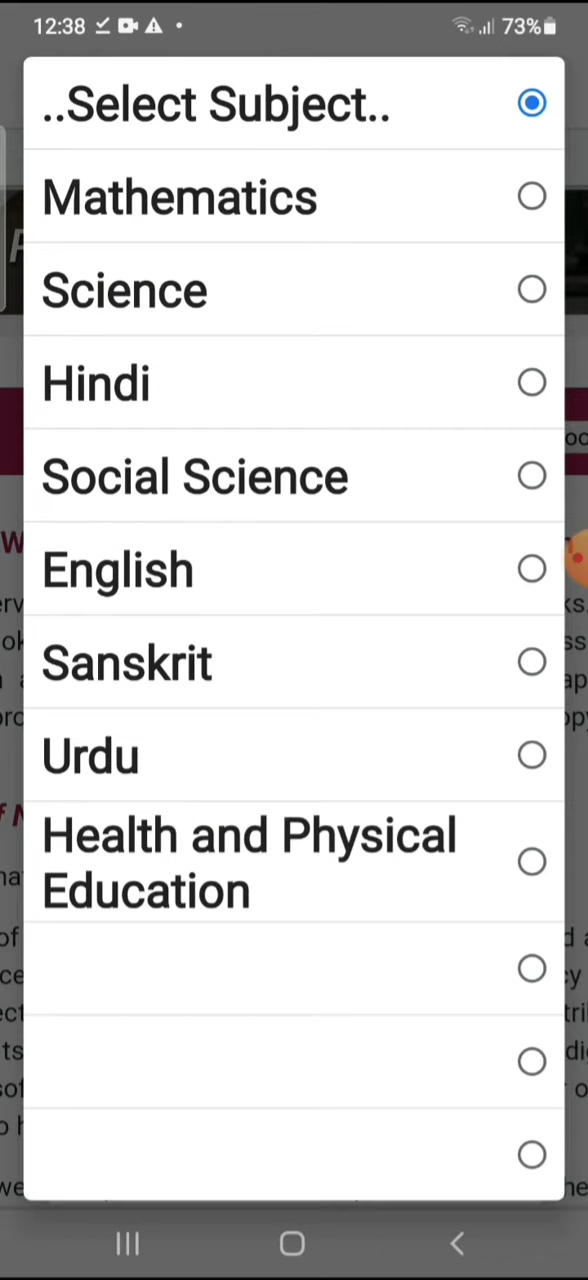 12:38
73%
..Select Subject..
Mathematics
Science
Hindi
Social Science
English
Sanskrit
Urdu
Health and Physical
Education